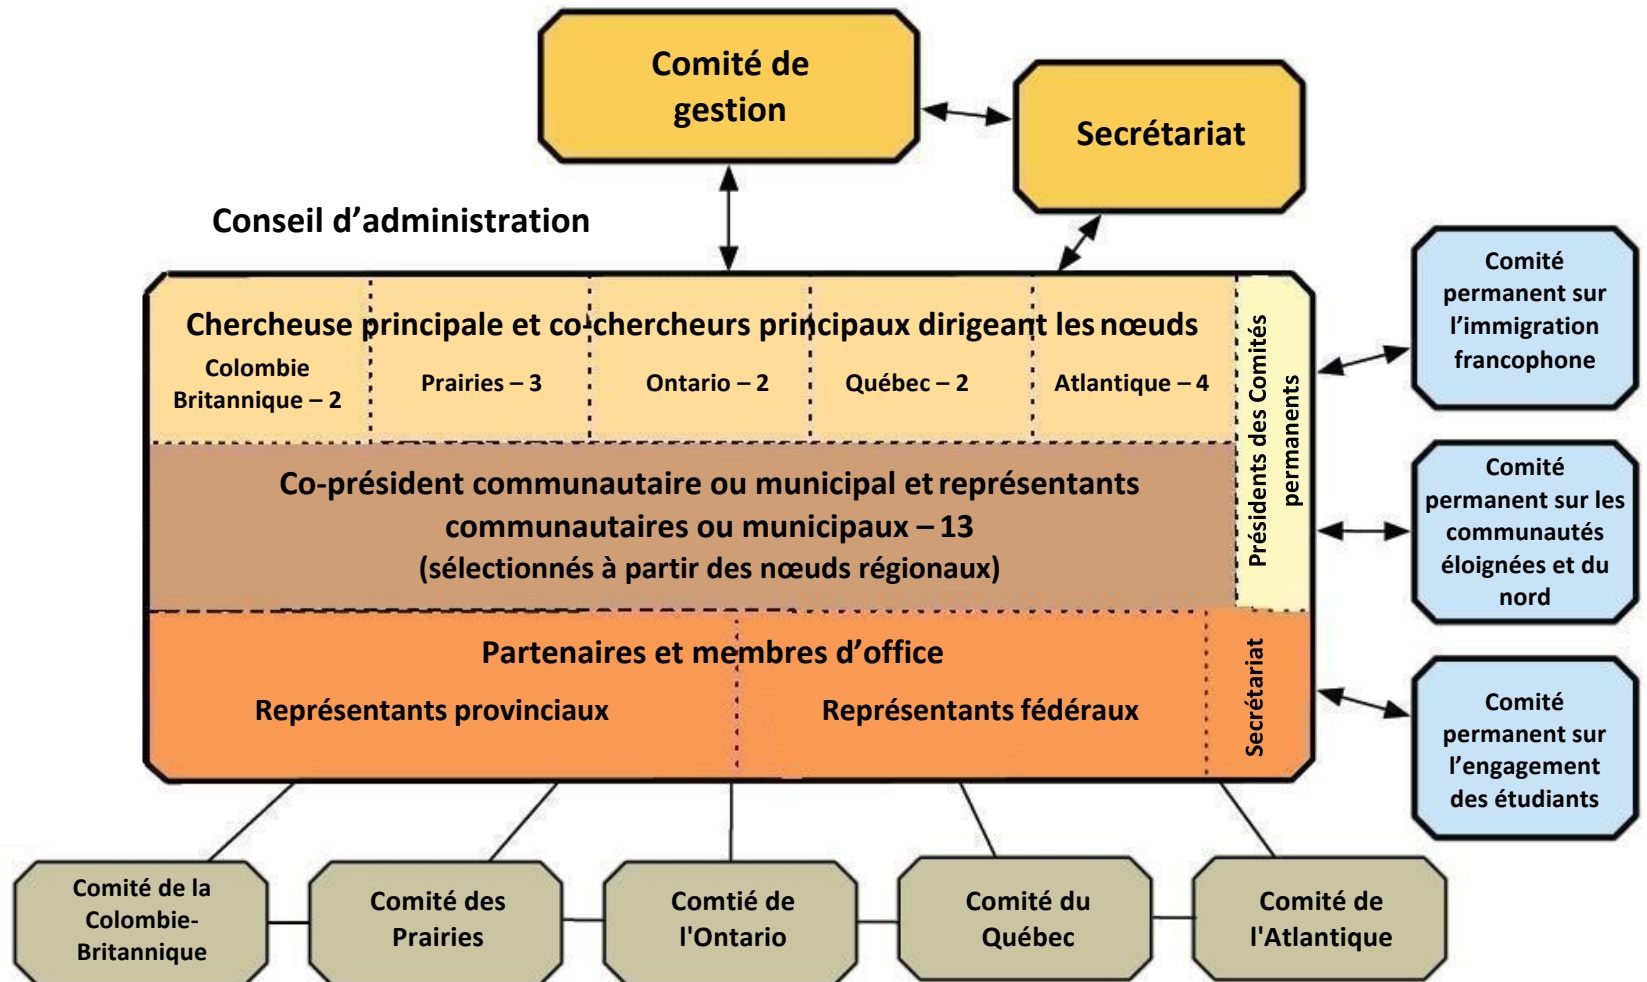 Comité de
gestion
Secrétariat
Conseil d’administration
Chercheuse principale et co-chercheurs principaux dirigeant les nœuds
Colombie
Britannique – 2
Prairies – 3
Ontario – 2
Québec – 2
Atlantique – 4
Présidents des Comités
permanents
Co-président communautaire ou municipal et représentants
communautaires ou municipaux – 13
(sélectionnés à partir des nœuds régionaux)
Partenaires et membres d’office
Représentants provinciaux
Représentants fédéraux
Secrétariat
Comité
permanent sur
l’immigration
francophone
Comité
permanent sur les
communautés
éloignées et du
nord
Comité
permanent sur
l’engagement
des étudiants
Comité de la
Colombie-
Britannique
Comité des
Prairies
Comtié de
l'Ontario
Comité du
Québec
Comité de
l'Atlantique